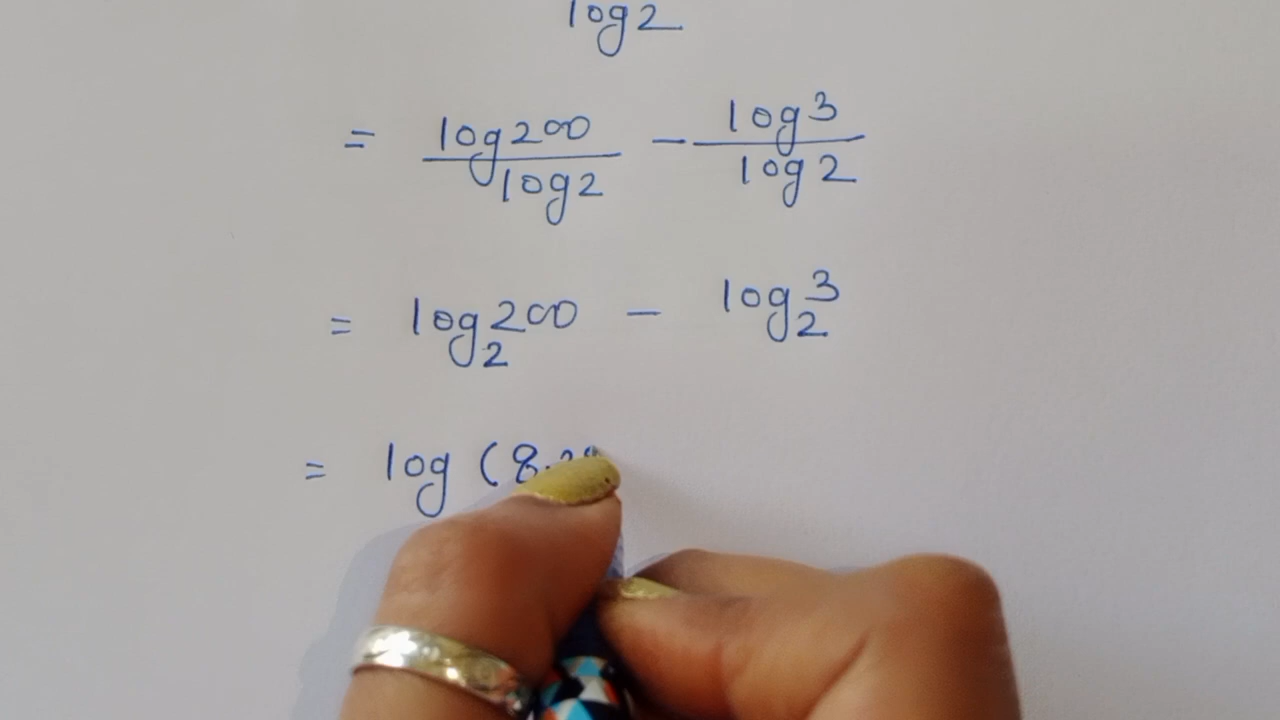 log2
= log200 / log2 - log3 / log2
= log₂200 - log₂3
= log (8.